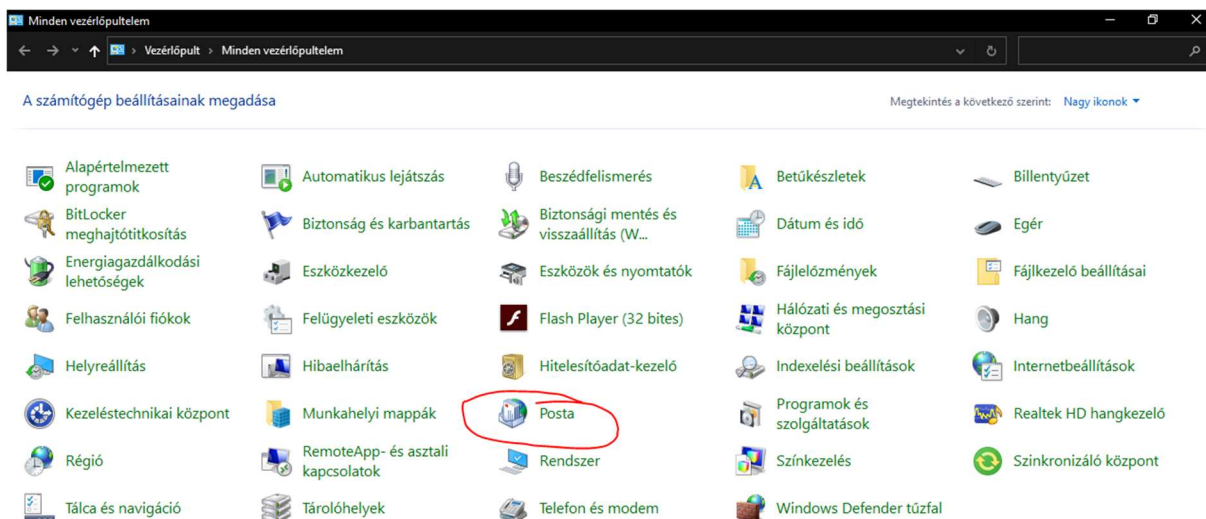 Minden vezérlőpultelem
Vezérlőpult > Minden vezérlőpultelem
A számítógép beállításainak megadása
Megtekintés a következő szerint: Nagy ikonok
Alapértelmezett
programok
Automatikus lejátszás
Beszédfelismerés
Betűkészletek
Billentyűzet
BitLocker
meghajtótitkosítás
Biztonság és karbantartás
Biztonsági mentés és
visszaállítás (W...
Dátum és idő
Egér
Energiagazdálkodási
lehetőségek
Eszközkezelő
Eszközök és nyomtatók
Fájlelőzmények
Fájlkezelő beállításai
Felhasználói fiókok
Felügyeleti eszközök
Flash Player (32 bites)
Hálózati és megosztási
központ
Hang
Helyreállítás
Hibaelhárítás
Hitelesítőadat-kezelő
Indexelési beállítások
Internetbeállítások
Kezeléstechnikai központ
Munkahelyi mappák
Posta
Programok és
szolgáltatások
Realtek HD hangkezelő
Régió
RemoteApp- és asztali
kapcsolatok
Rendszer
Színkezelés
Szinkronizáló központ
Tálca és navigáció
Tárolóhelyek
Telefon és modem
Windows Defender tűzfal